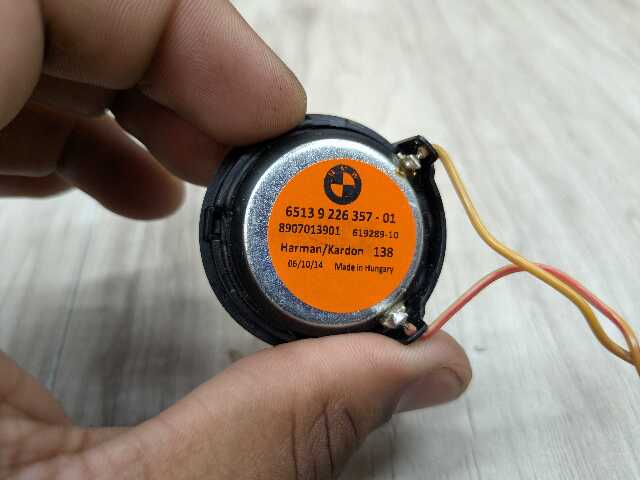 6513 9 226 357 - 01
8907013901 619289-10
Harman/Kardon 138
06/10/14 Made in Hungary